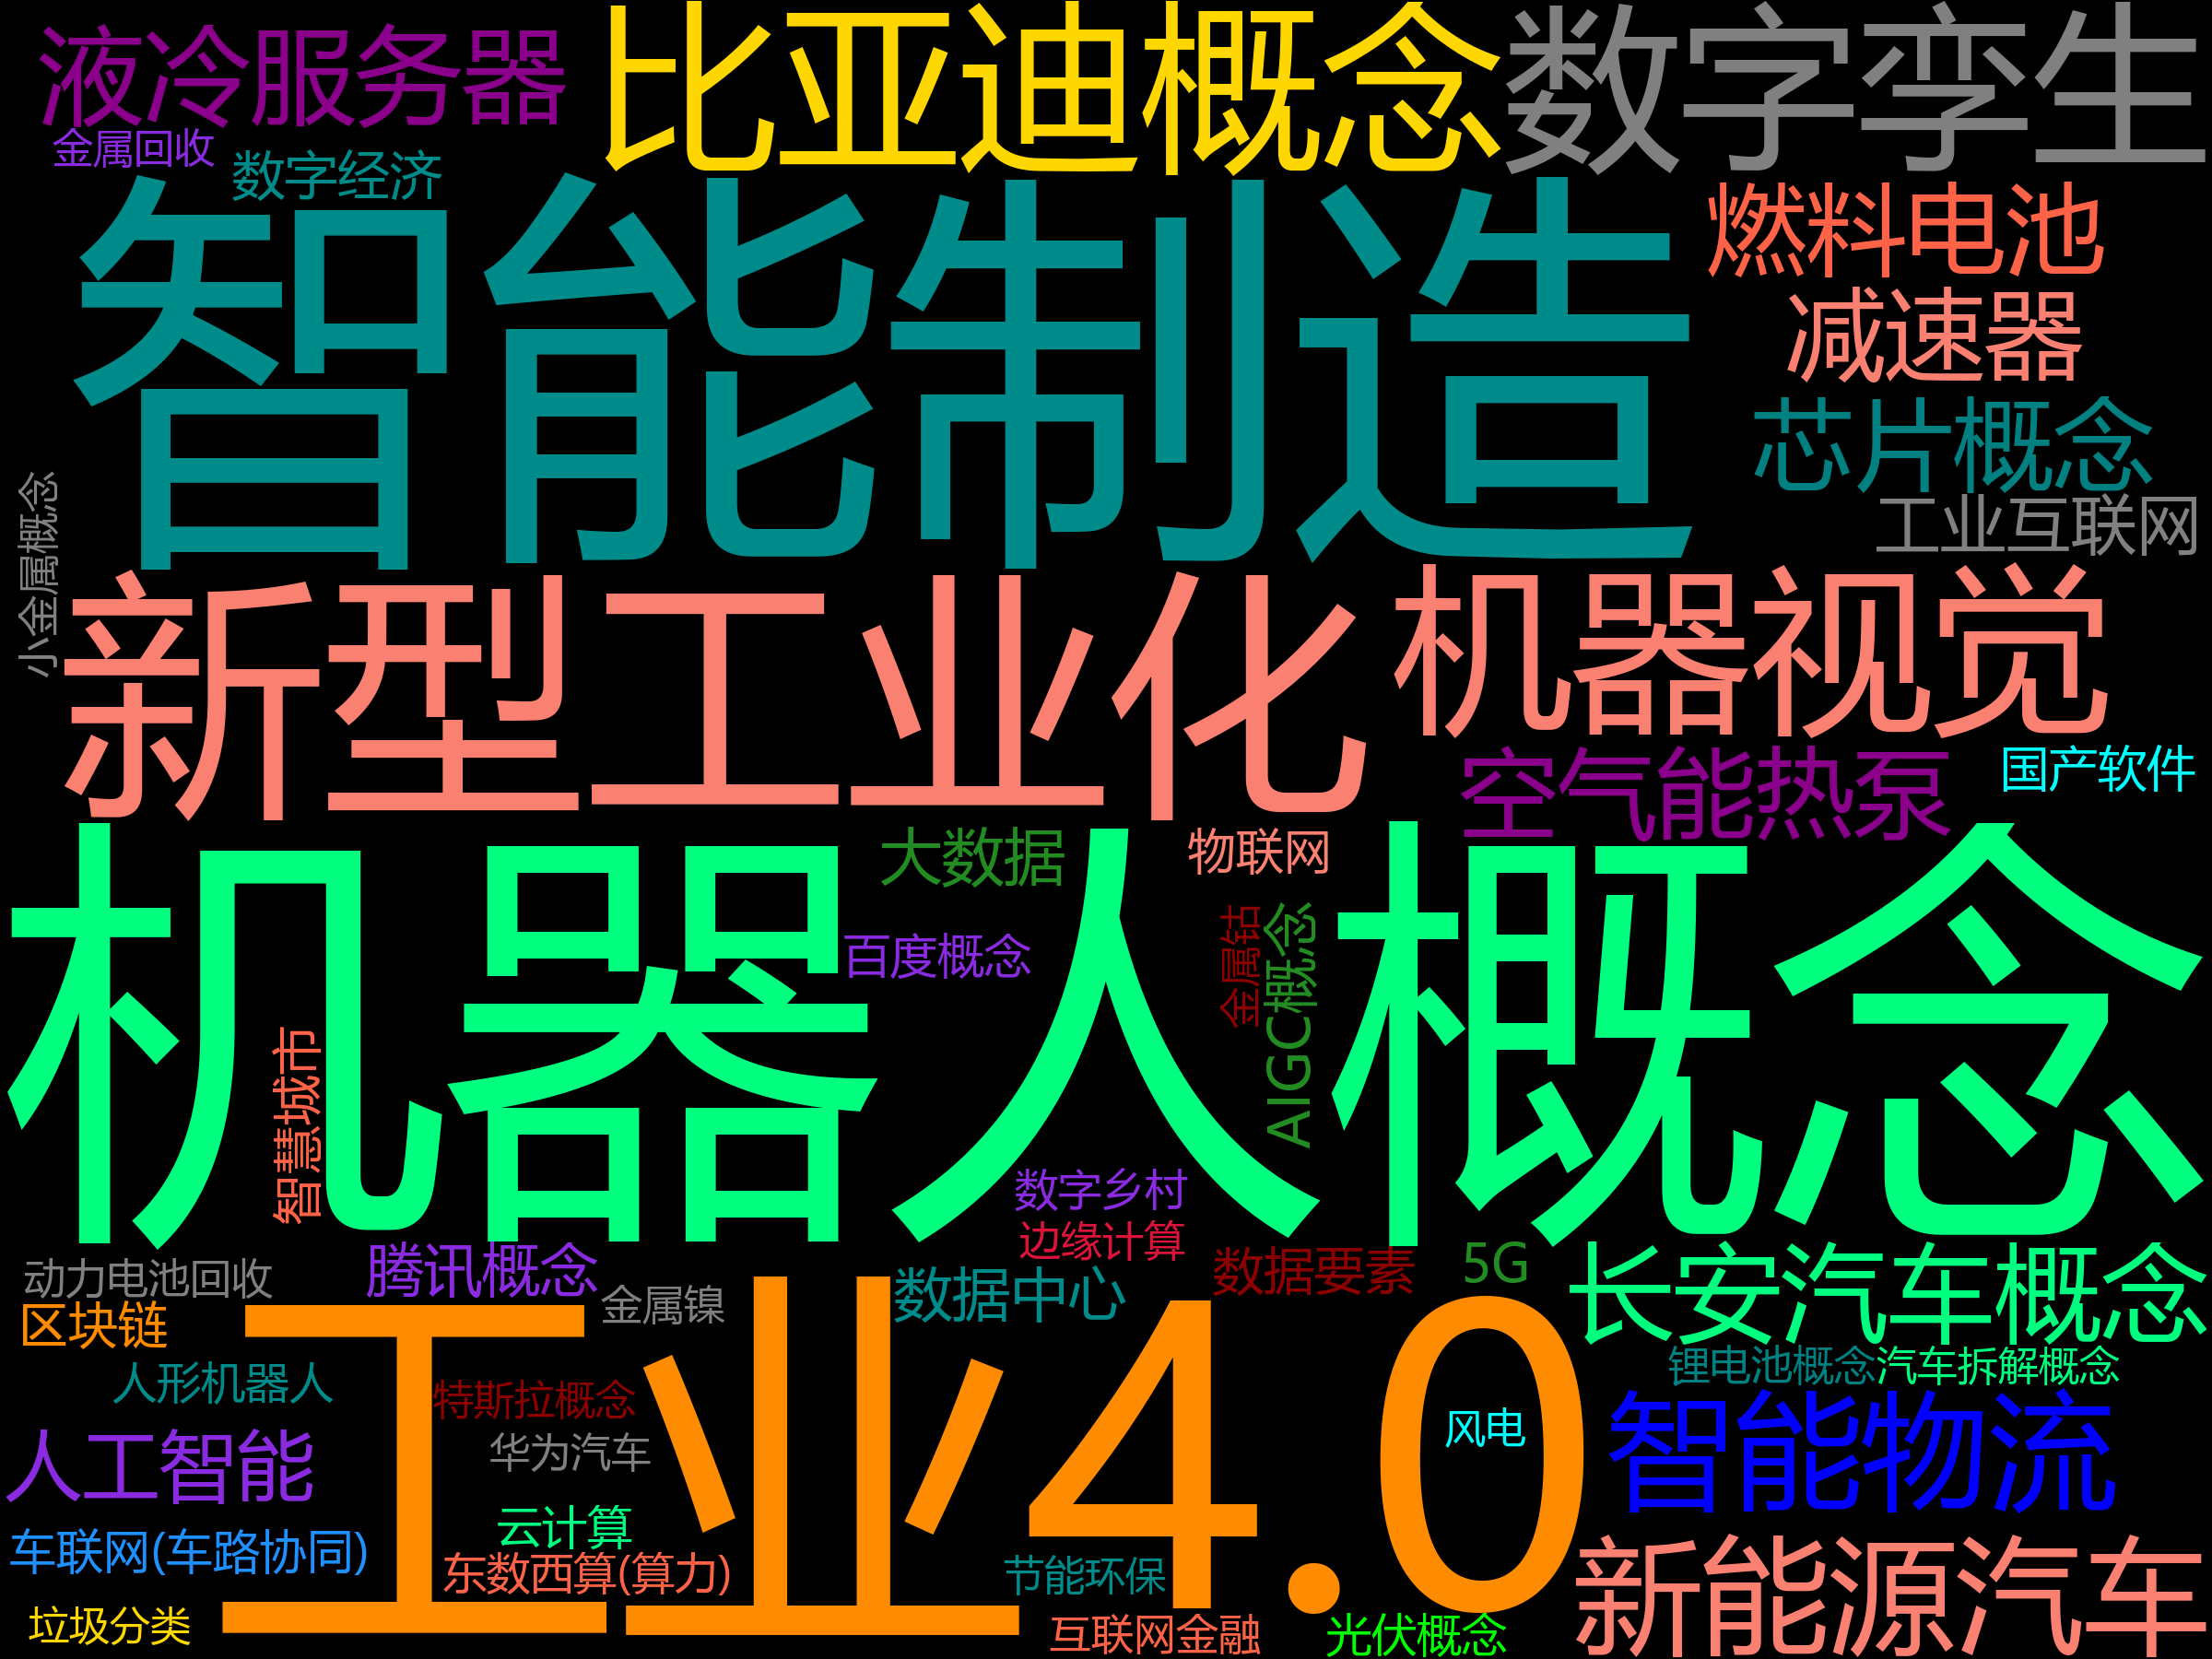 液冷服务器
比亚迪概念
数字孪生
金属回收
数字经济
智能制造
燃料电池
减速器
芯片概念
工业互联网
小金属概念
新型工业化
机器视觉
空气能热泵
国产软件
大数据
物联网
机器人概念
百度概念
金属钴
AIGC概念
智慧城市
数字乡村
边缘计算
动力电池回收
腾讯概念
金属镍
数据中心
数据要素
5G
长安汽车概念
区块链
工业4.0
人形机器人
特斯拉概念
锂电池概念
汽车拆解概念
风电
智能物流
人工智能
华为汽车
云计算
车联网(车路协同)
东数西算(算力)
节能环保
新能源汽车
垃圾分类
互联网金融
光伏概念